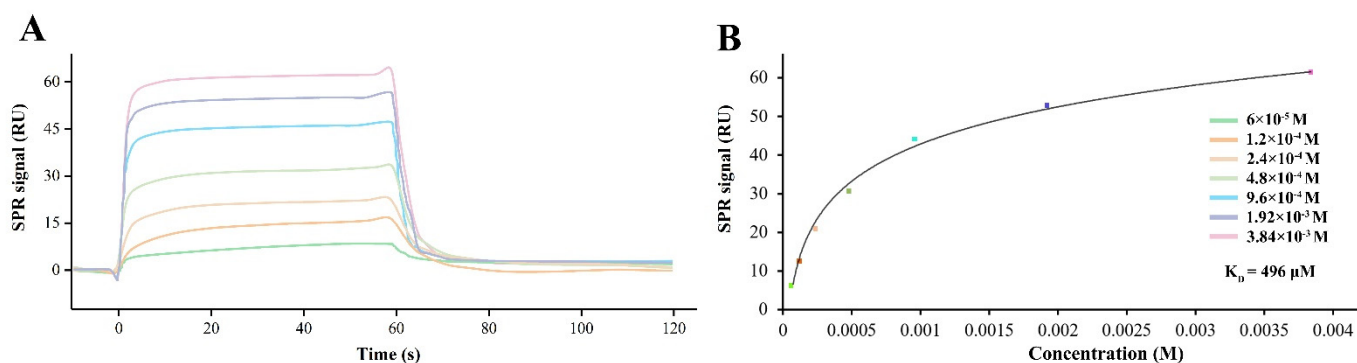 A
SPR signal (RU)
60
45
30
15
0
0
20
40
60
80
100
120
Time (s)
B
SPR signal (RU)
60
50
40
30
20
10
0
0
0.0005
0.001
0.0015
0.002
0.0025
0.003
0.0035
0.004
Concentration (M)
6×10⁻⁵ M
1.2×10⁻⁴ M
2.4×10⁻⁴ M
4.8×10⁻⁴ M
9.6×10⁻⁴ M
1.92×10⁻³ M
3.84×10⁻³ M
K_D = 496 μM